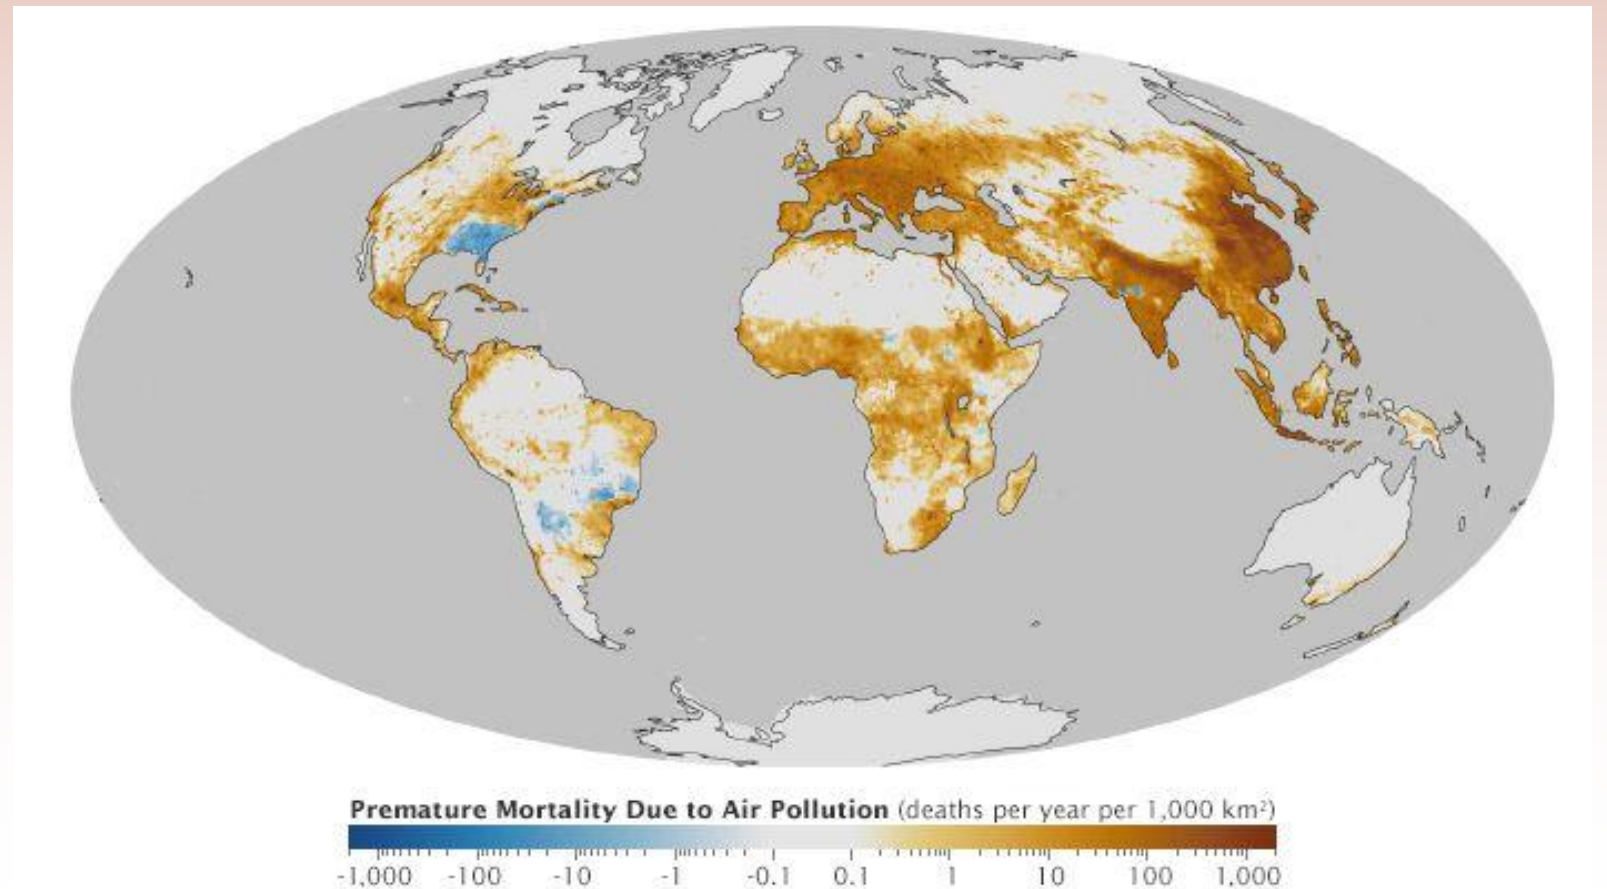 Premature Mortality Due to Air Pollution (deaths per year per 1,000 km²)
-1,000 -100 -10 -1 -0.1 0.1 1 10 100 1,000